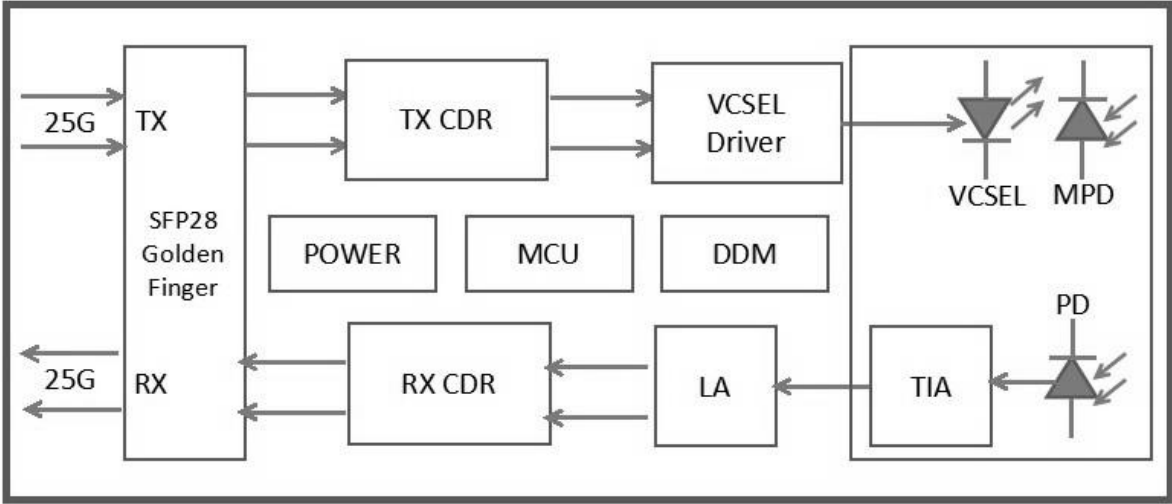 25G
TX
TX CDR
VCSEL
Driver
VCSEL
MPD
SFP28
Golden
Finger
POWER
MCU
DDM
25G
RX
RX CDR
LA
TIA
PD